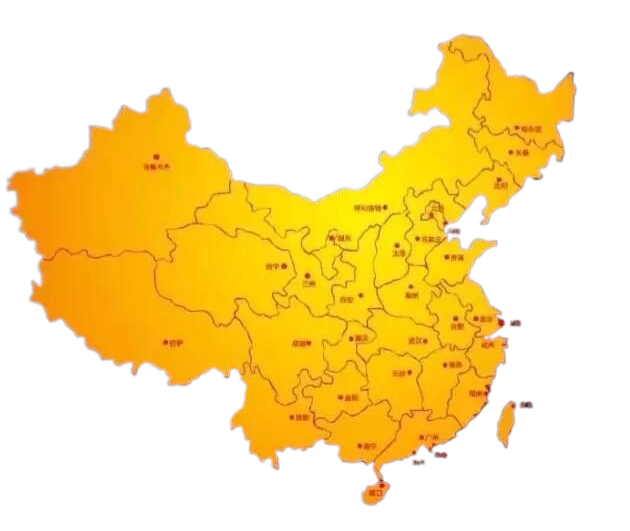 哈尔滨
长春
沈阳
乌鲁木齐
呼和浩特
北京
银川
石家庄
太原
济南
西宁
兰州
西安
郑州
合肥
南京
拉萨
成都
重庆
武汉
杭州
长沙
南昌
贵阳
福州
昆明
南宁
广州
海口